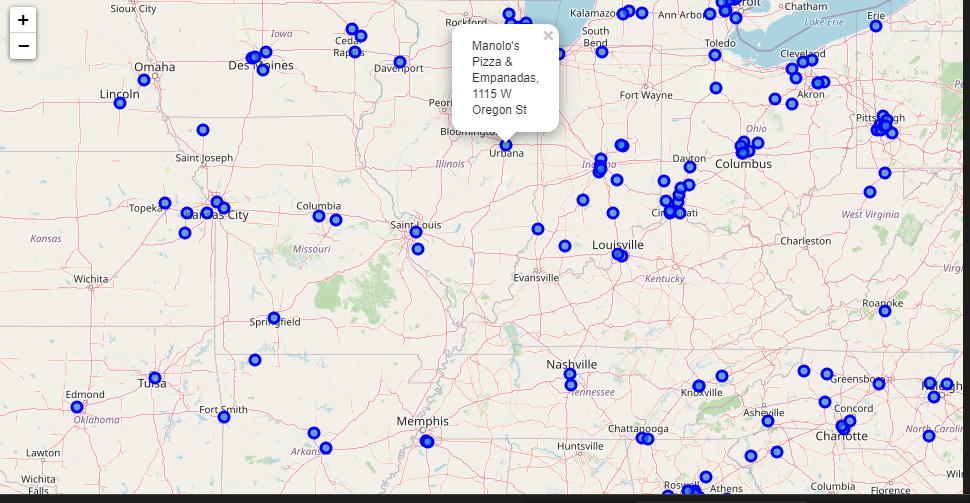 +
−
Sioux City
Rockford
Kalamazoo
Ann Arbor
Chatham
Lake Erie
Erie
Iowa
Cedar
Rapids
South
Bend
Toledo
Cleveland
Omaha
Des Moines
Davenport
×
Manolo's
Pizza &
Empanadas,
1115 W
Oregon St
Lincoln
Fort Wayne
Akron
Peoria
Bloomington
Pittsburgh
Ohio
Saint Joseph
Illinois
Urbana
Indiana
Dayton
Columbus
Topeka
Kansas City
Columbia
Saint Louis
Cincinnati
West Virginia
Kansas
Missouri
Louisville
Charleston
Wichita
Evansville
Kentucky
Roanoke
Springfield
Nashville
Tulsa
Tennessee
Knoxville
Greensboro
Raleigh
Edmond
Oklahoma
Fort Smith
Memphis
Asheville
Concord
Charlotte
Chattanooga
Huntsville
Lawton
Wichita
Falls
Roswell
Athens
Columbia
Florence